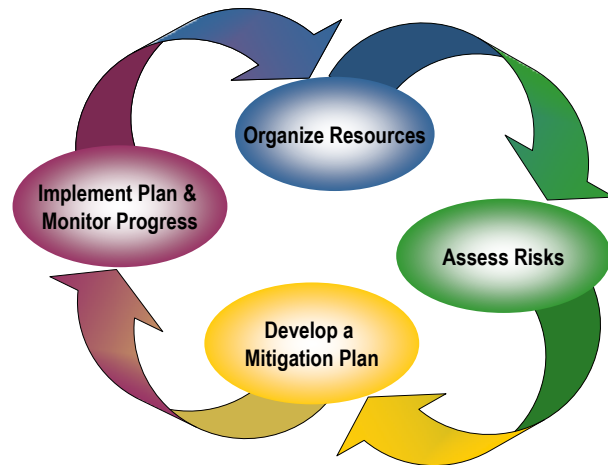 Organize Resources
Assess Risks
Develop a
Mitigation Plan
Implement Plan &
Monitor Progress